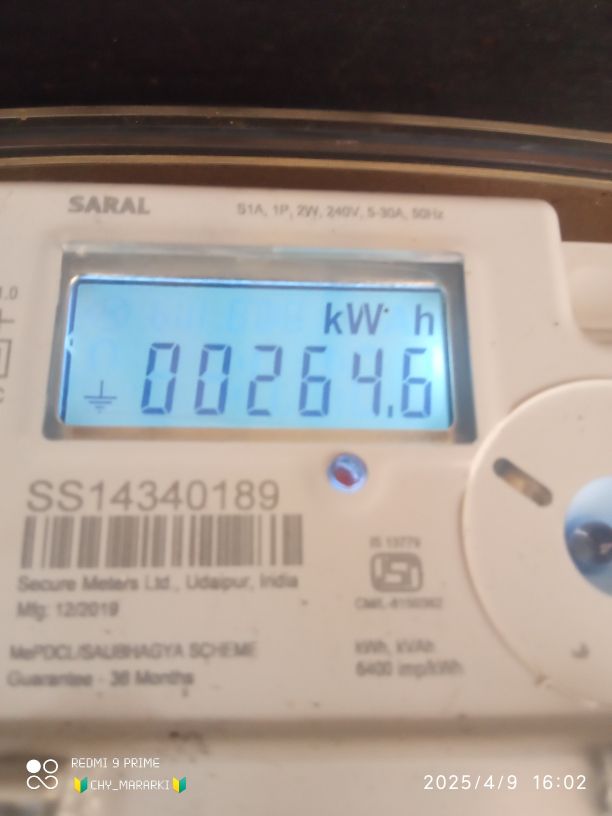 SARAL
S1A, 1P, 2W, 240V, 5-30A, 50Hz
kW h
00264.6
SS14340189
Secure Meters Ltd., Udaipur, India
Mfg: 12/2019
MePDCL/SAUBHAGYA SCHEME
Guarantee - 36 Months
IS 13779
kWh, kVAh
6400 imp/kWh
REDMI 9 PRIME
🔰CHY_MARARKI🔰
2025/4/9 16:02